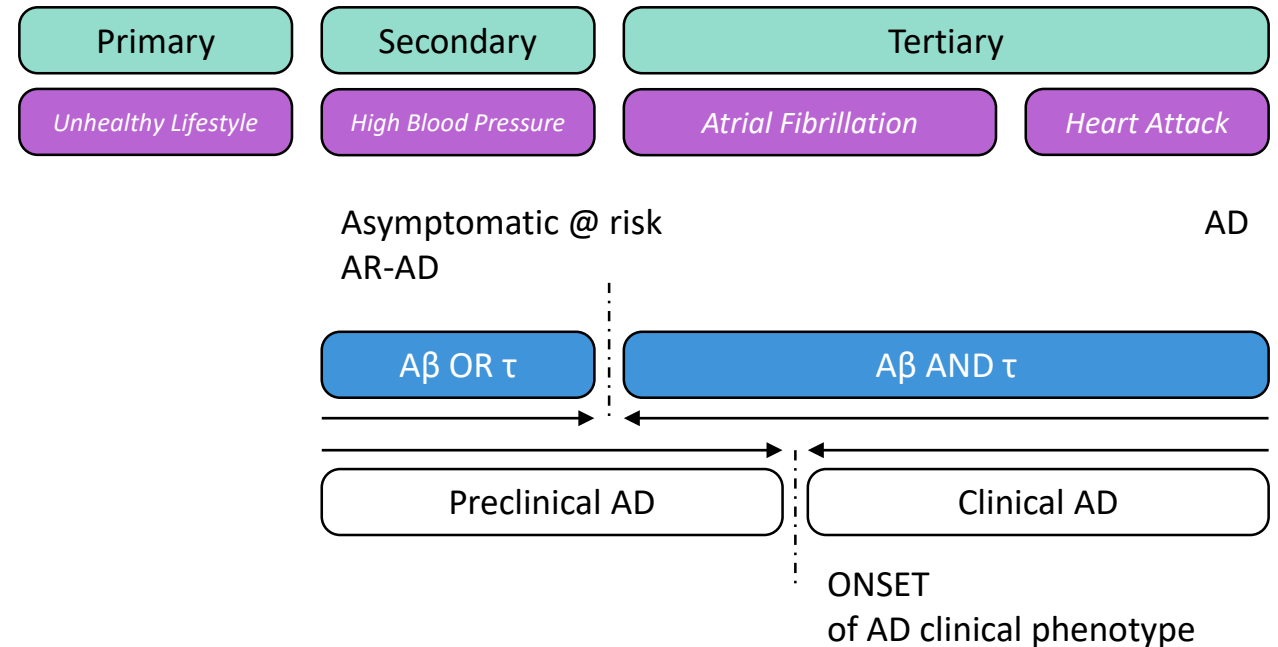 Primary
Secondary
Tertiary
Unhealthy Lifestyle
High Blood Pressure
Atrial Fibrillation
Heart Attack
Asymptomatic @ risk
AR-AD
AD
Aβ OR τ
Aβ AND τ
Preclinical AD
Clinical AD
ONSET
of AD clinical phenotype